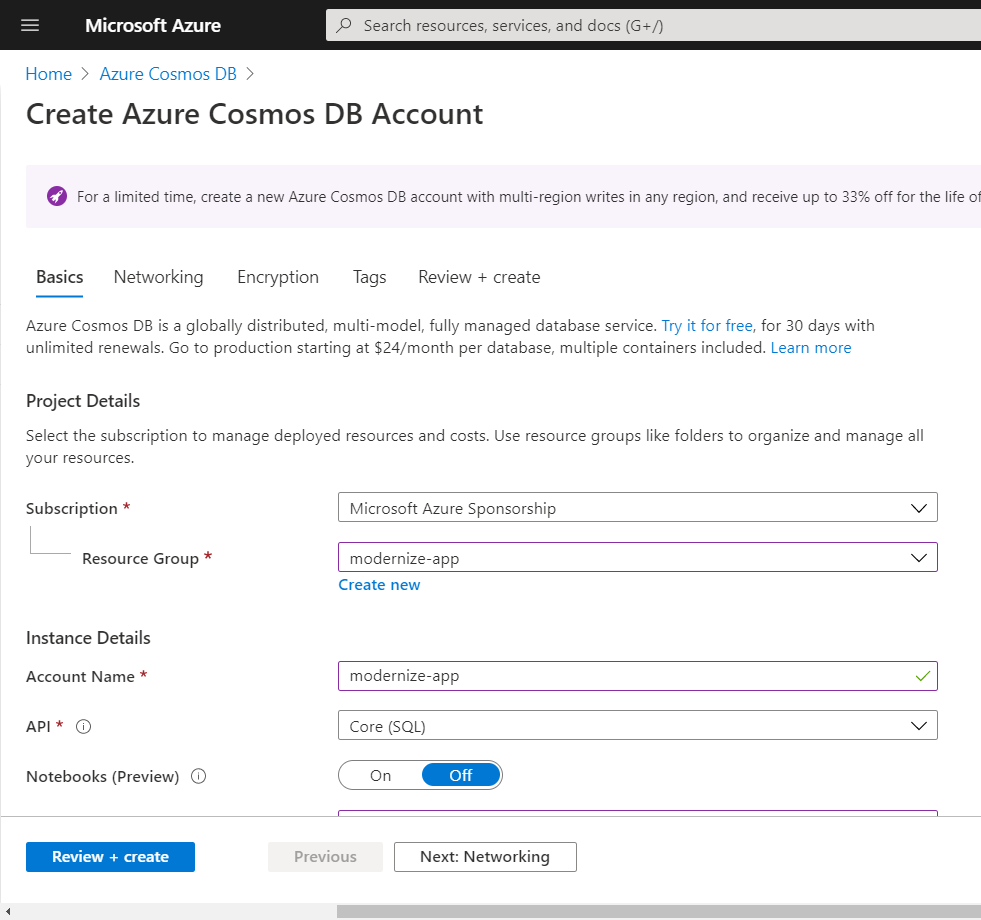 Microsoft Azure
Search resources, services, and docs (G+/)
Home > Azure Cosmos DB >
Create Azure Cosmos DB Account
For a limited time, create a new Azure Cosmos DB account with multi-region writes in any region, and receive up to 33% off for the life of
Basics Networking Encryption Tags Review + create
Azure Cosmos DB is a globally distributed, multi-model, fully managed database service. Try it for free, for 30 days with
unlimited renewals. Go to production starting at $24/month per database, multiple containers included. Learn more
Project Details
Select the subscription to manage deployed resources and costs. Use resource groups like folders to organize and manage all
your resources.
Subscription * Microsoft Azure Sponsorship
Resource Group * modernize-app
Create new
Instance Details
Account Name * modernize-app
API * Core (SQL)
Notebooks (Preview) On Off
Review + create Previous Next: Networking